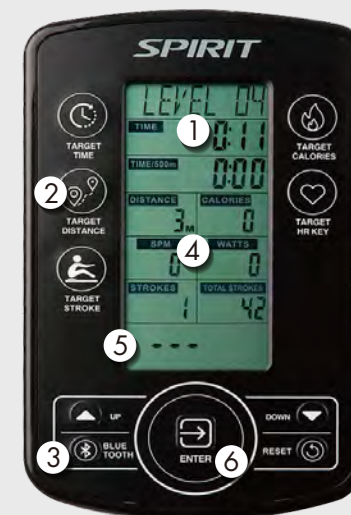 SPIRIT
LEVEL 04
TIME
1
0:11
TARGET
TIME
TARGET
CALORIES
TIME/500m
0:00
2
TARGET
DISTANCE
DISTANCE
CALORIES
3M
0
TARGET
HR KEY
SPM
4
WATTS
0
0
TARGET
STROKE
STROKES
TOTAL STROKES
1
42
5
---
UP
DOWN
3
BLUE
TOOTH
ENTER
6
RESET